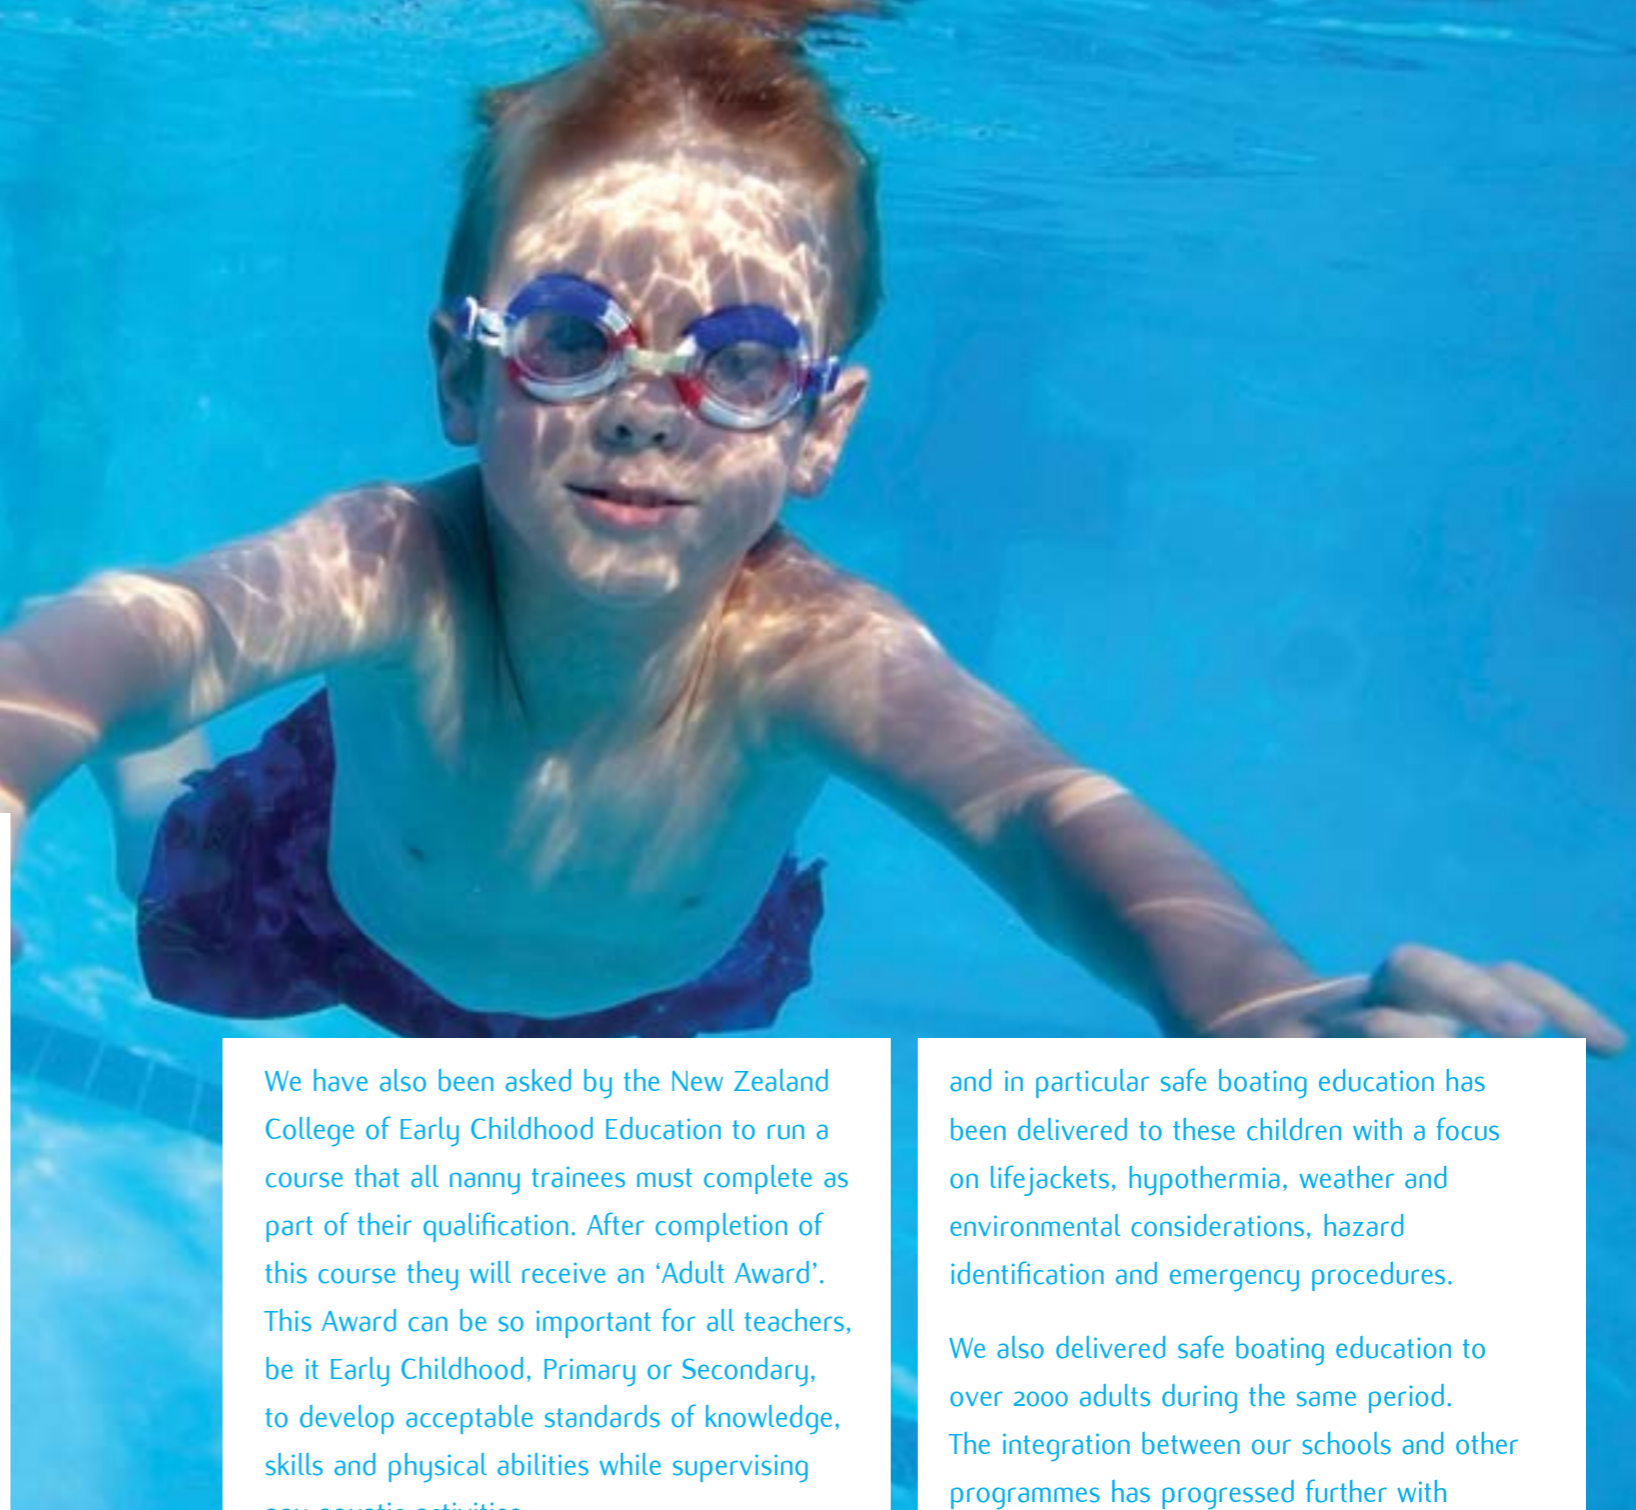 We have also been asked by the New Zealand
College of Early Childhood Education to run a
course that all nanny trainees must complete as
part of their qualification. After completion of
this course they will receive an ‘Adult Award’.
This Award can be so important for all teachers,
be it Early Childhood, Primary or Secondary,
to develop acceptable standards of knowledge,
skills and physical abilities while supervising
any aquatic activities.
and in particular safe boating education has
been delivered to these children with a focus
on lifejackets, hypothermia, weather and
environmental considerations, hazard
identification and emergency procedures.
We also delivered safe boating education to
over 2000 adults during the same period.
The integration between our schools and other
programmes has progressed further with